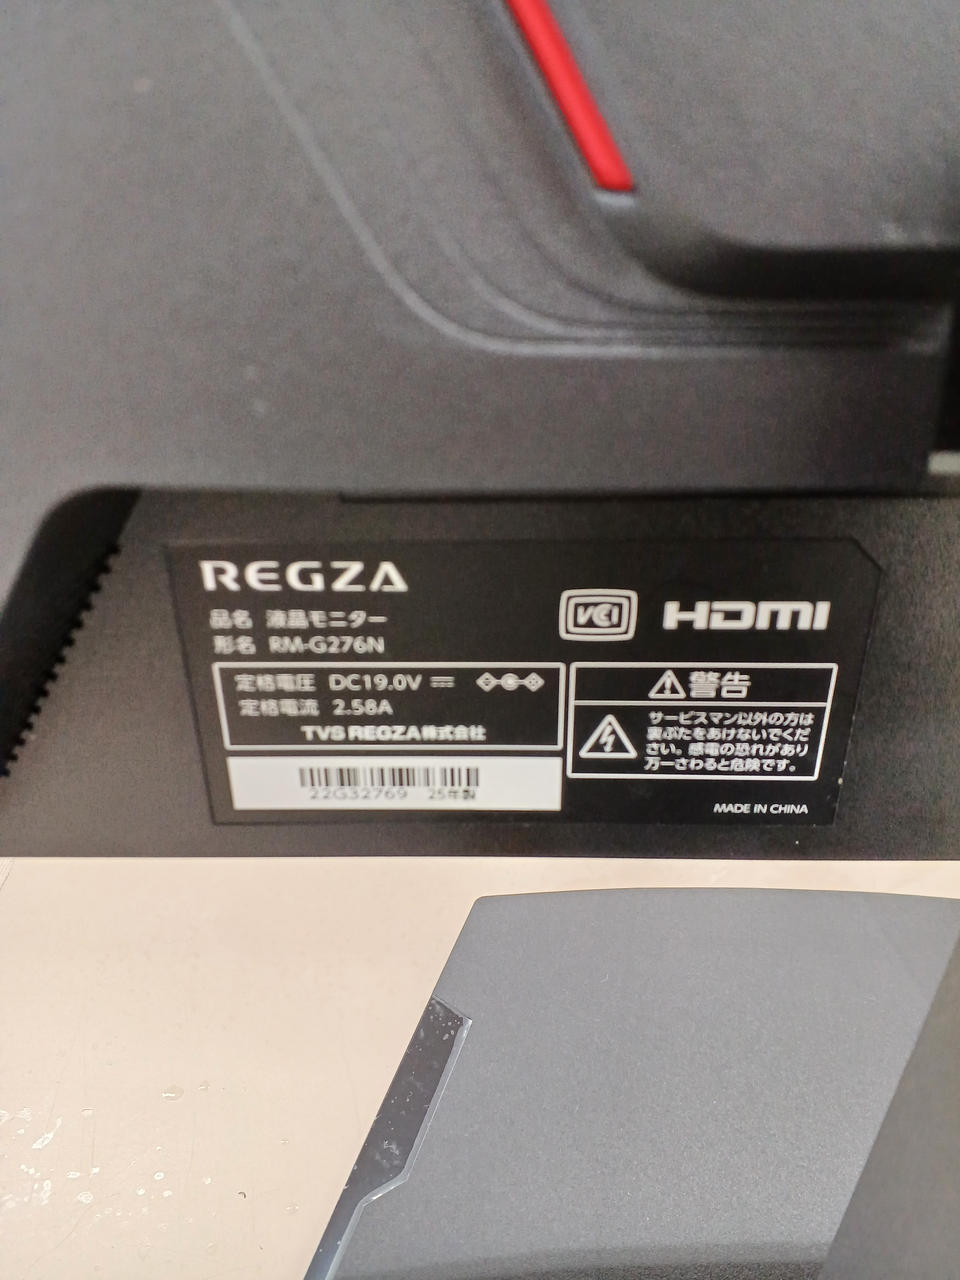 REGZA
品名 液晶モニター
形名 RM-G276N
VCCI
HDMI
定格電圧 DC19.0V
定格電流 2.58A
TVS REGZA株式会社
22G32769 25年製
警告
サービスマン以外の方は
裏ぶたをあけないでくだ
さい。感電の恐れがあり
万一さわると危険です。
MADE IN CHINA